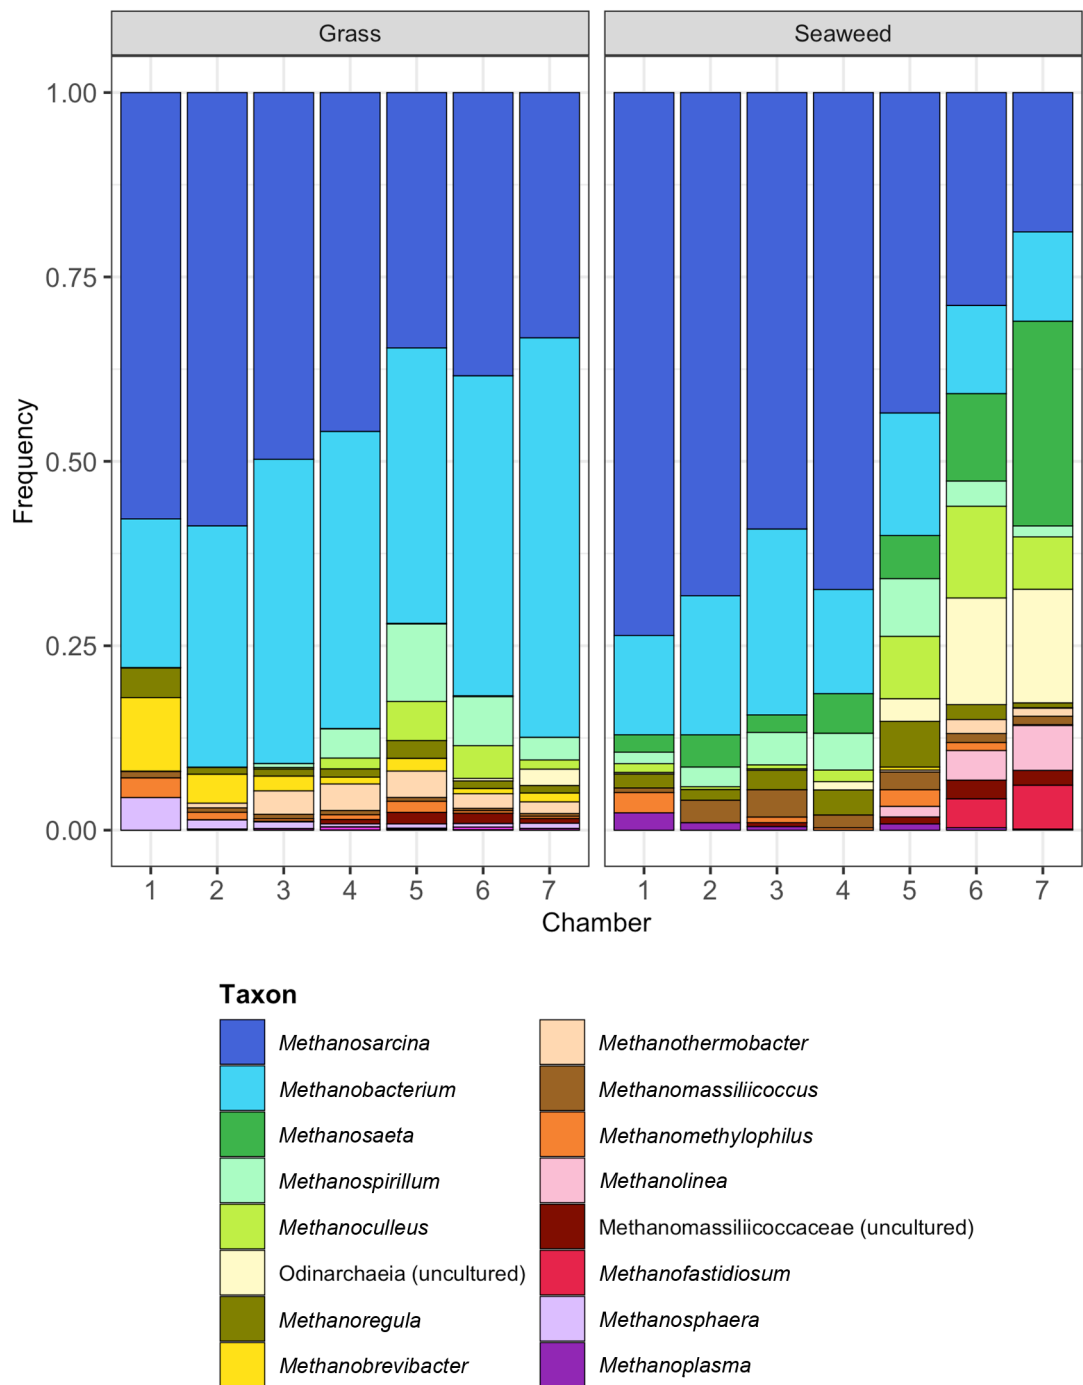 Grass
Seaweed
Frequency
1.00
0.75
0.50
0.25
0.00
1 2 3 4 5 6 7
1 2 3 4 5 6 7
Chamber
Taxon
Methanosarcina
Methanobacterium
Methanosaeta
Methanospirillum
Methanoculleus
Odinarchaeia (uncultured)
Methanoregula
Methanobrevibacter
Methanothermobacter
Methanomassiliicoccus
Methanomethylophilus
Methanolinea
Methanomassiliicoccaceae (uncultured)
Methanofastidiosum
Methanosphaera
Methanoplasma